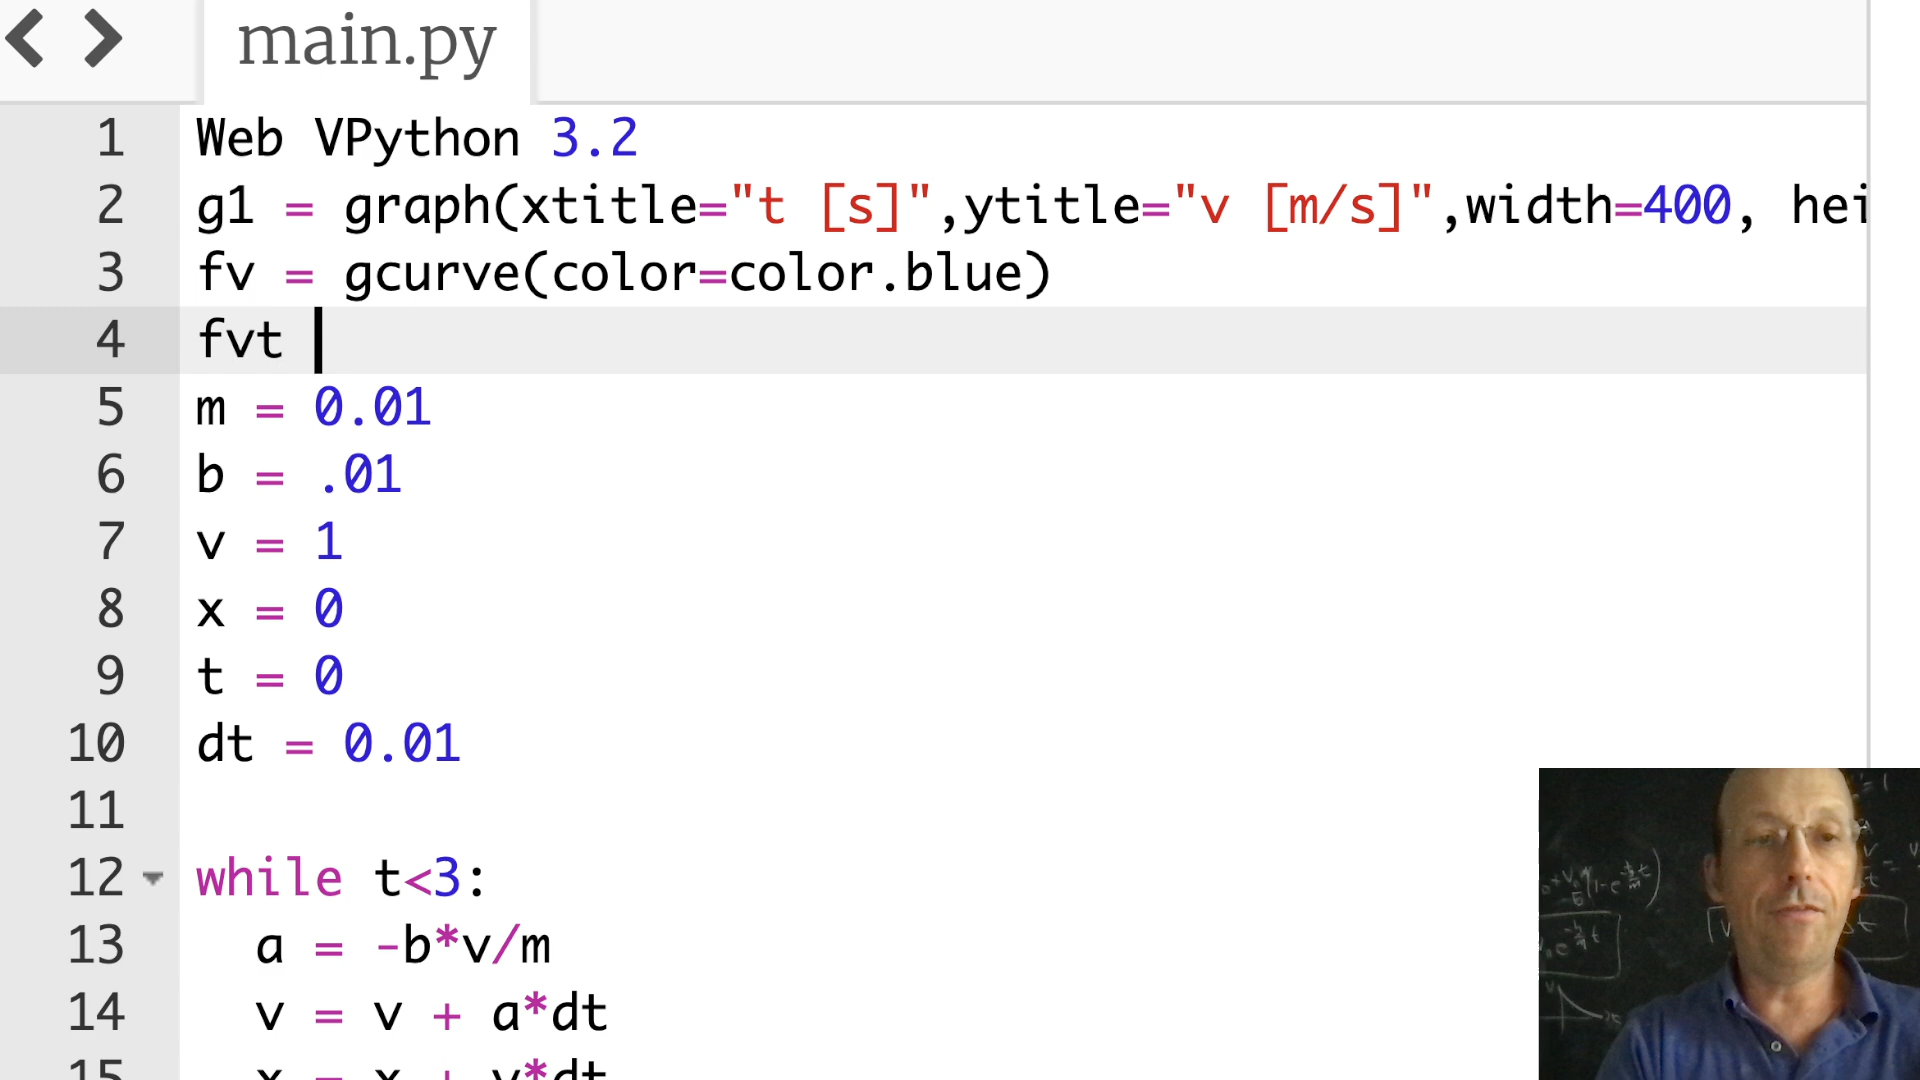 main.py
1 Web VPython 3.2
2 g1 = graph(xtitle="t [s]",ytitle="v [m/s]",width=400, hei
3 fv = gcurve(color=color.blue)
4 fvt
5 m = 0.01
6 b = .01
7 v = 1
8 x = 0
9 t = 0
10 dt = 0.01
11
12 while t<3:
13 a = -b*v/m
14 v = v + a*dt
15 x = x + v*dt